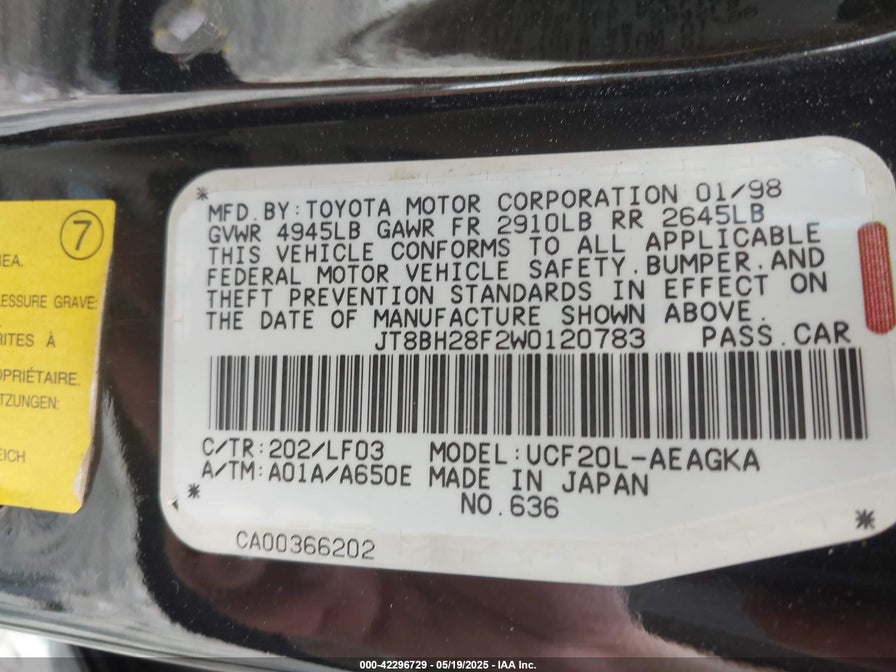 MFD. BY: TOYOTA MOTOR CORPORATION 01/98
GVWR 4945LB GAWR FR 2910LB RR 2645LB
THIS VEHICLE CONFORMS TO ALL APPLICABLE
FEDERAL MOTOR VEHICLE SAFETY. BUMPER, AND
THEFT PREVENTION STANDARDS IN EFFECT ON
THE DATE OF MANUFACTURE SHOWN ABOVE.
JT8BH28F2W0120783 PASS. CAR
C/TR: 202/LF03 MODEL: UCF20L-AEAGKA
A/TM: A01A/A650E MADE IN JAPAN
NO. 636
CA00366202
7
ESSURE GRAVE:
RITES À
OPRIÉTAIRE.
TZUNGEN:
EICH
000-42296729 - 05/19/2025 - IAA Inc.